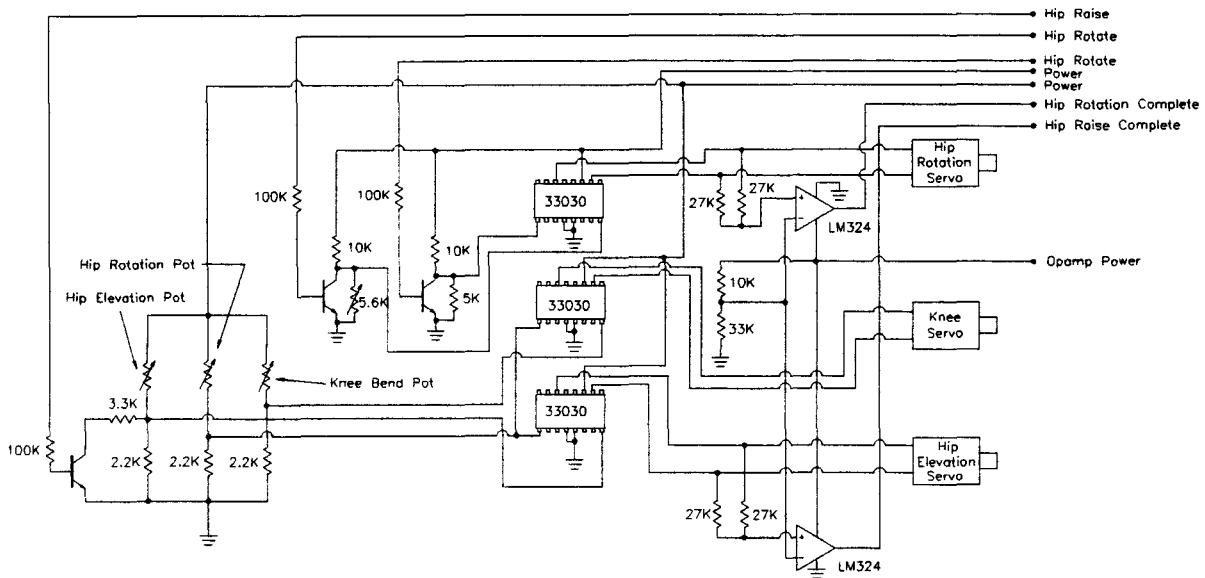 Hip Raise
Hip Rotate
Hip Rotate
Power
Power
Hip Rotation Complete
Hip Raise Complete
Hip
Rotation
Servo
100K
100K
33030
27K
27K
+
-
LM324
10K
10K
5.6K
5K
Hip Rotation Pot
Hip Elevation Pot
33030
10K
33K
Opamp Power
Knee
Servo
Knee Bend Pot
3.3K
33030
100K
2.2K
2.2K
2.2K
Hip
Elevation
Servo
27K
27K
+
-
LM324